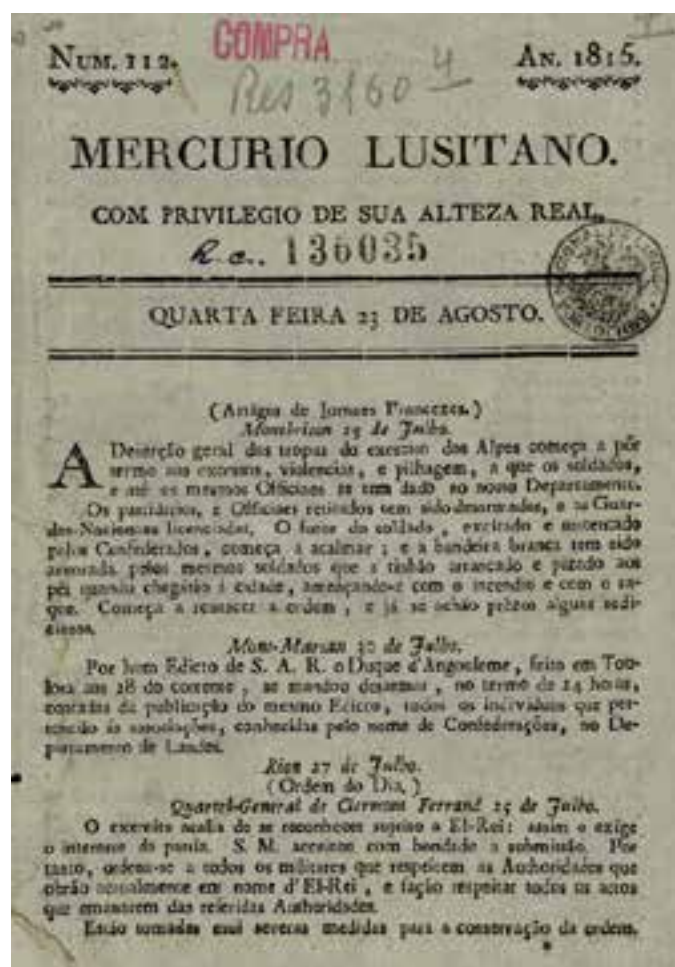 NUM. 112.
COMPRA
AN. 1815.
Res 3160 4
MERCURIO LUSITANO.
COM PRIVILEGIO DE SUA ALTEZA REAL.
R.a.. 136035
QUARTA FEIRA 23 DE AGOSTO.
(Artigos de Jornaes Francezes.)
Montbrisan 25 de Julho.
A Deserção geral das tropas do exercito dos Alpes começa a pôr
termo aos excessos, violencias, e pilhagem, a que os soldados,
e até os mesmos Officiaes se tem dado no nosso Departamento.
Os partidarios, e Officiaes retirados tem sido desarmados, e as Guar-
das-Nacionaes licenciadas. O furor do soldado, excitado e sustentado
pelos Confederados, começa a acalmar; e a bandeira branca tem sido
arvorada pelos mesmos soldados que a tinhão arrancado e pizado aos
pés quando chegárão á cidade, ameaçando-a com o incendio e com o sa-
que. Começa a renascer a ordem, e já se achão prezos alguns sedi-
ciosos.
Mont-Marsan 30 de Julho.
Por hum Edicto de S. A. R. o Duque d'Angouleme, feito em Tou-
losa aos 28 do corrente, se mandou desarmar, no termo de 24 horas,
contadas da publicação do mesmo Edicto, todos os individuos que per-
tencião ás associações, conhecidas pelo nome de Confederações, no De-
partamento de Landes.
Rion 27 de Julho.
(Ordem do Dia.)
Quartel-General de Clermont Ferrand 25 de Julho.
O exercito acaba de se reconhecer sujeito a El-Rei: assim o exige
o interesse da patria. S. M. acceitou com bondade a submissão. Por
tanto, ordena-se a todos os militares que respeitem as Authoridades que
obrão actualmente em nome d'El-Rei, e fação respeitar todos os actos
que emanarem das referidas Authoridades.
Estão tomadas mui severas medidas para a conservação da ordem.